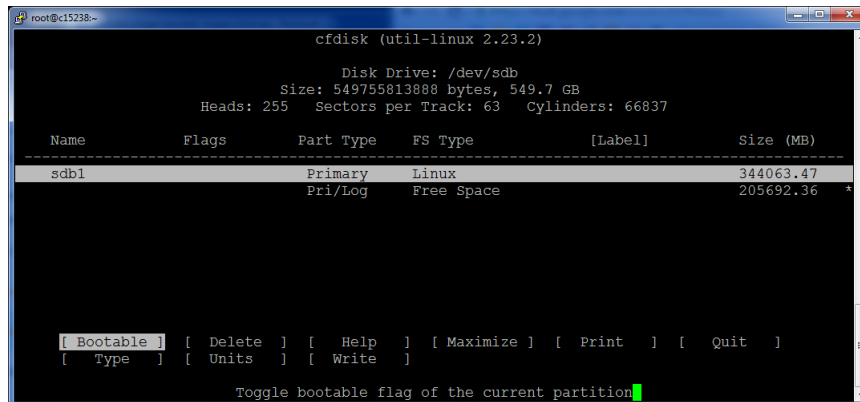 root@c15238:~
cfdisk (util-linux 2.23.2)
Disk Drive: /dev/sdb
Size: 549755813888 bytes, 549.7 GB
Heads: 255   Sectors per Track: 63   Cylinders: 66837
Name   Flags   Part Type   FS Type   [Label]   Size (MB)
------------------------------------------------------------------------------
sdb1   Primary   Linux   344063.47
Pri/Log   Free Space   205692.36   *
[ Bootable ]  [  Delete  ]  [   Help   ]  [ Maximize ]  [  Print   ]  [   Quit   ]
[   Type   ]  [  Units   ]  [  Write   ]
Toggle bootable flag of the current partition